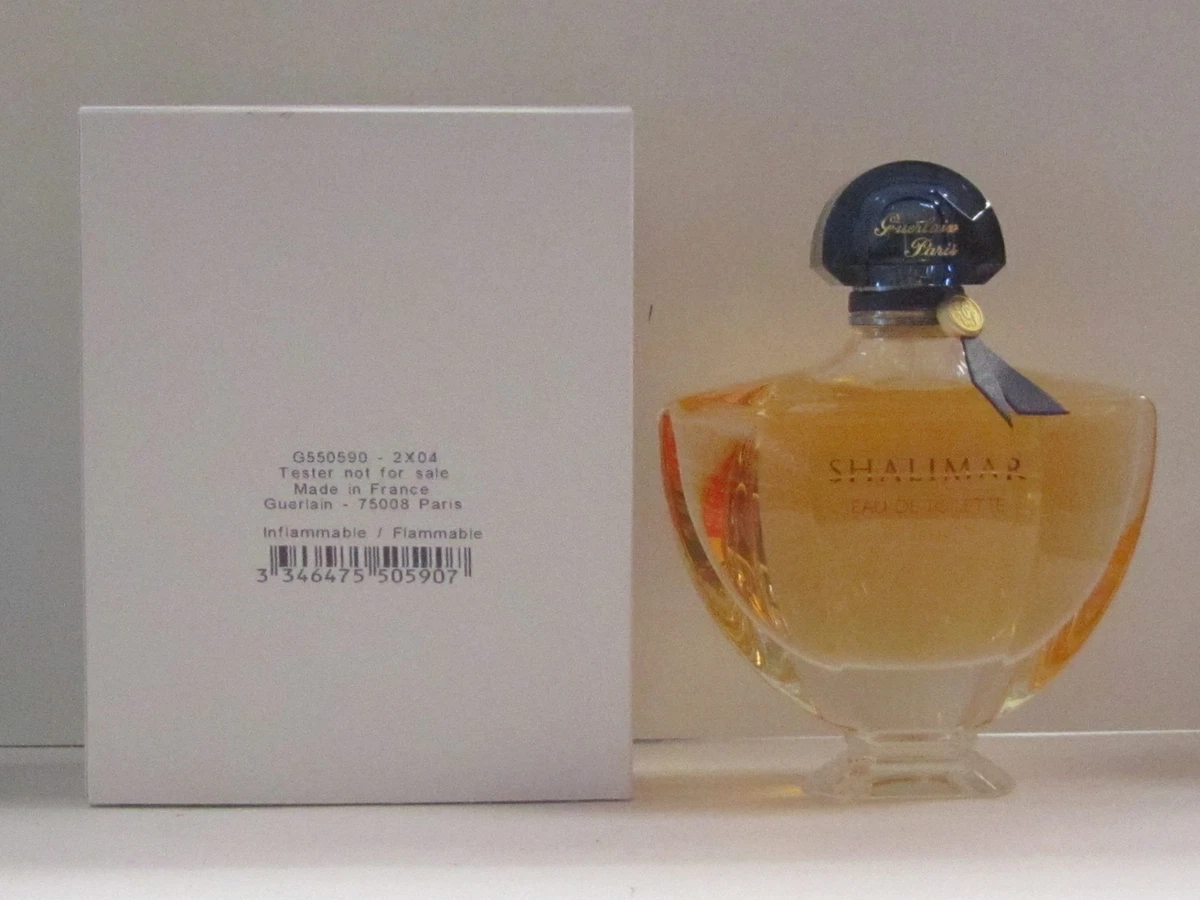 G550590 - 2X04
Tester not for sale
Made in France
Guerlain - 75008 Paris
Inflammable / Flammable
3 346475 505907
Guerlain
Paris
SHALIMAR
EAU DE TOILETTE